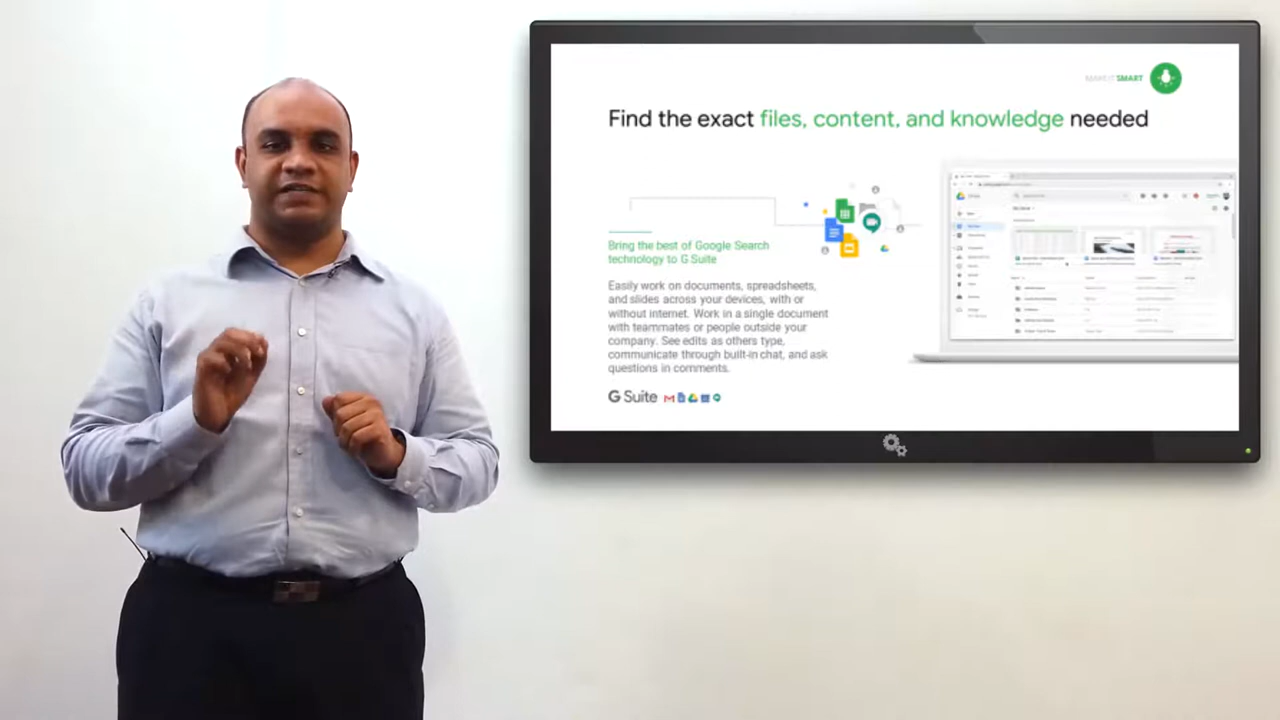 MAKE IT SMART
Find the exact files, content, and knowledge needed
Bring the best of Google Search
technology to G Suite
Easily work on documents, spreadsheets,
and slides across your devices, with or
without internet. Work in a single document
with teammates or people outside your
company. See edits as others type,
communicate through built-in chat, and ask
questions in comments.
G Suite